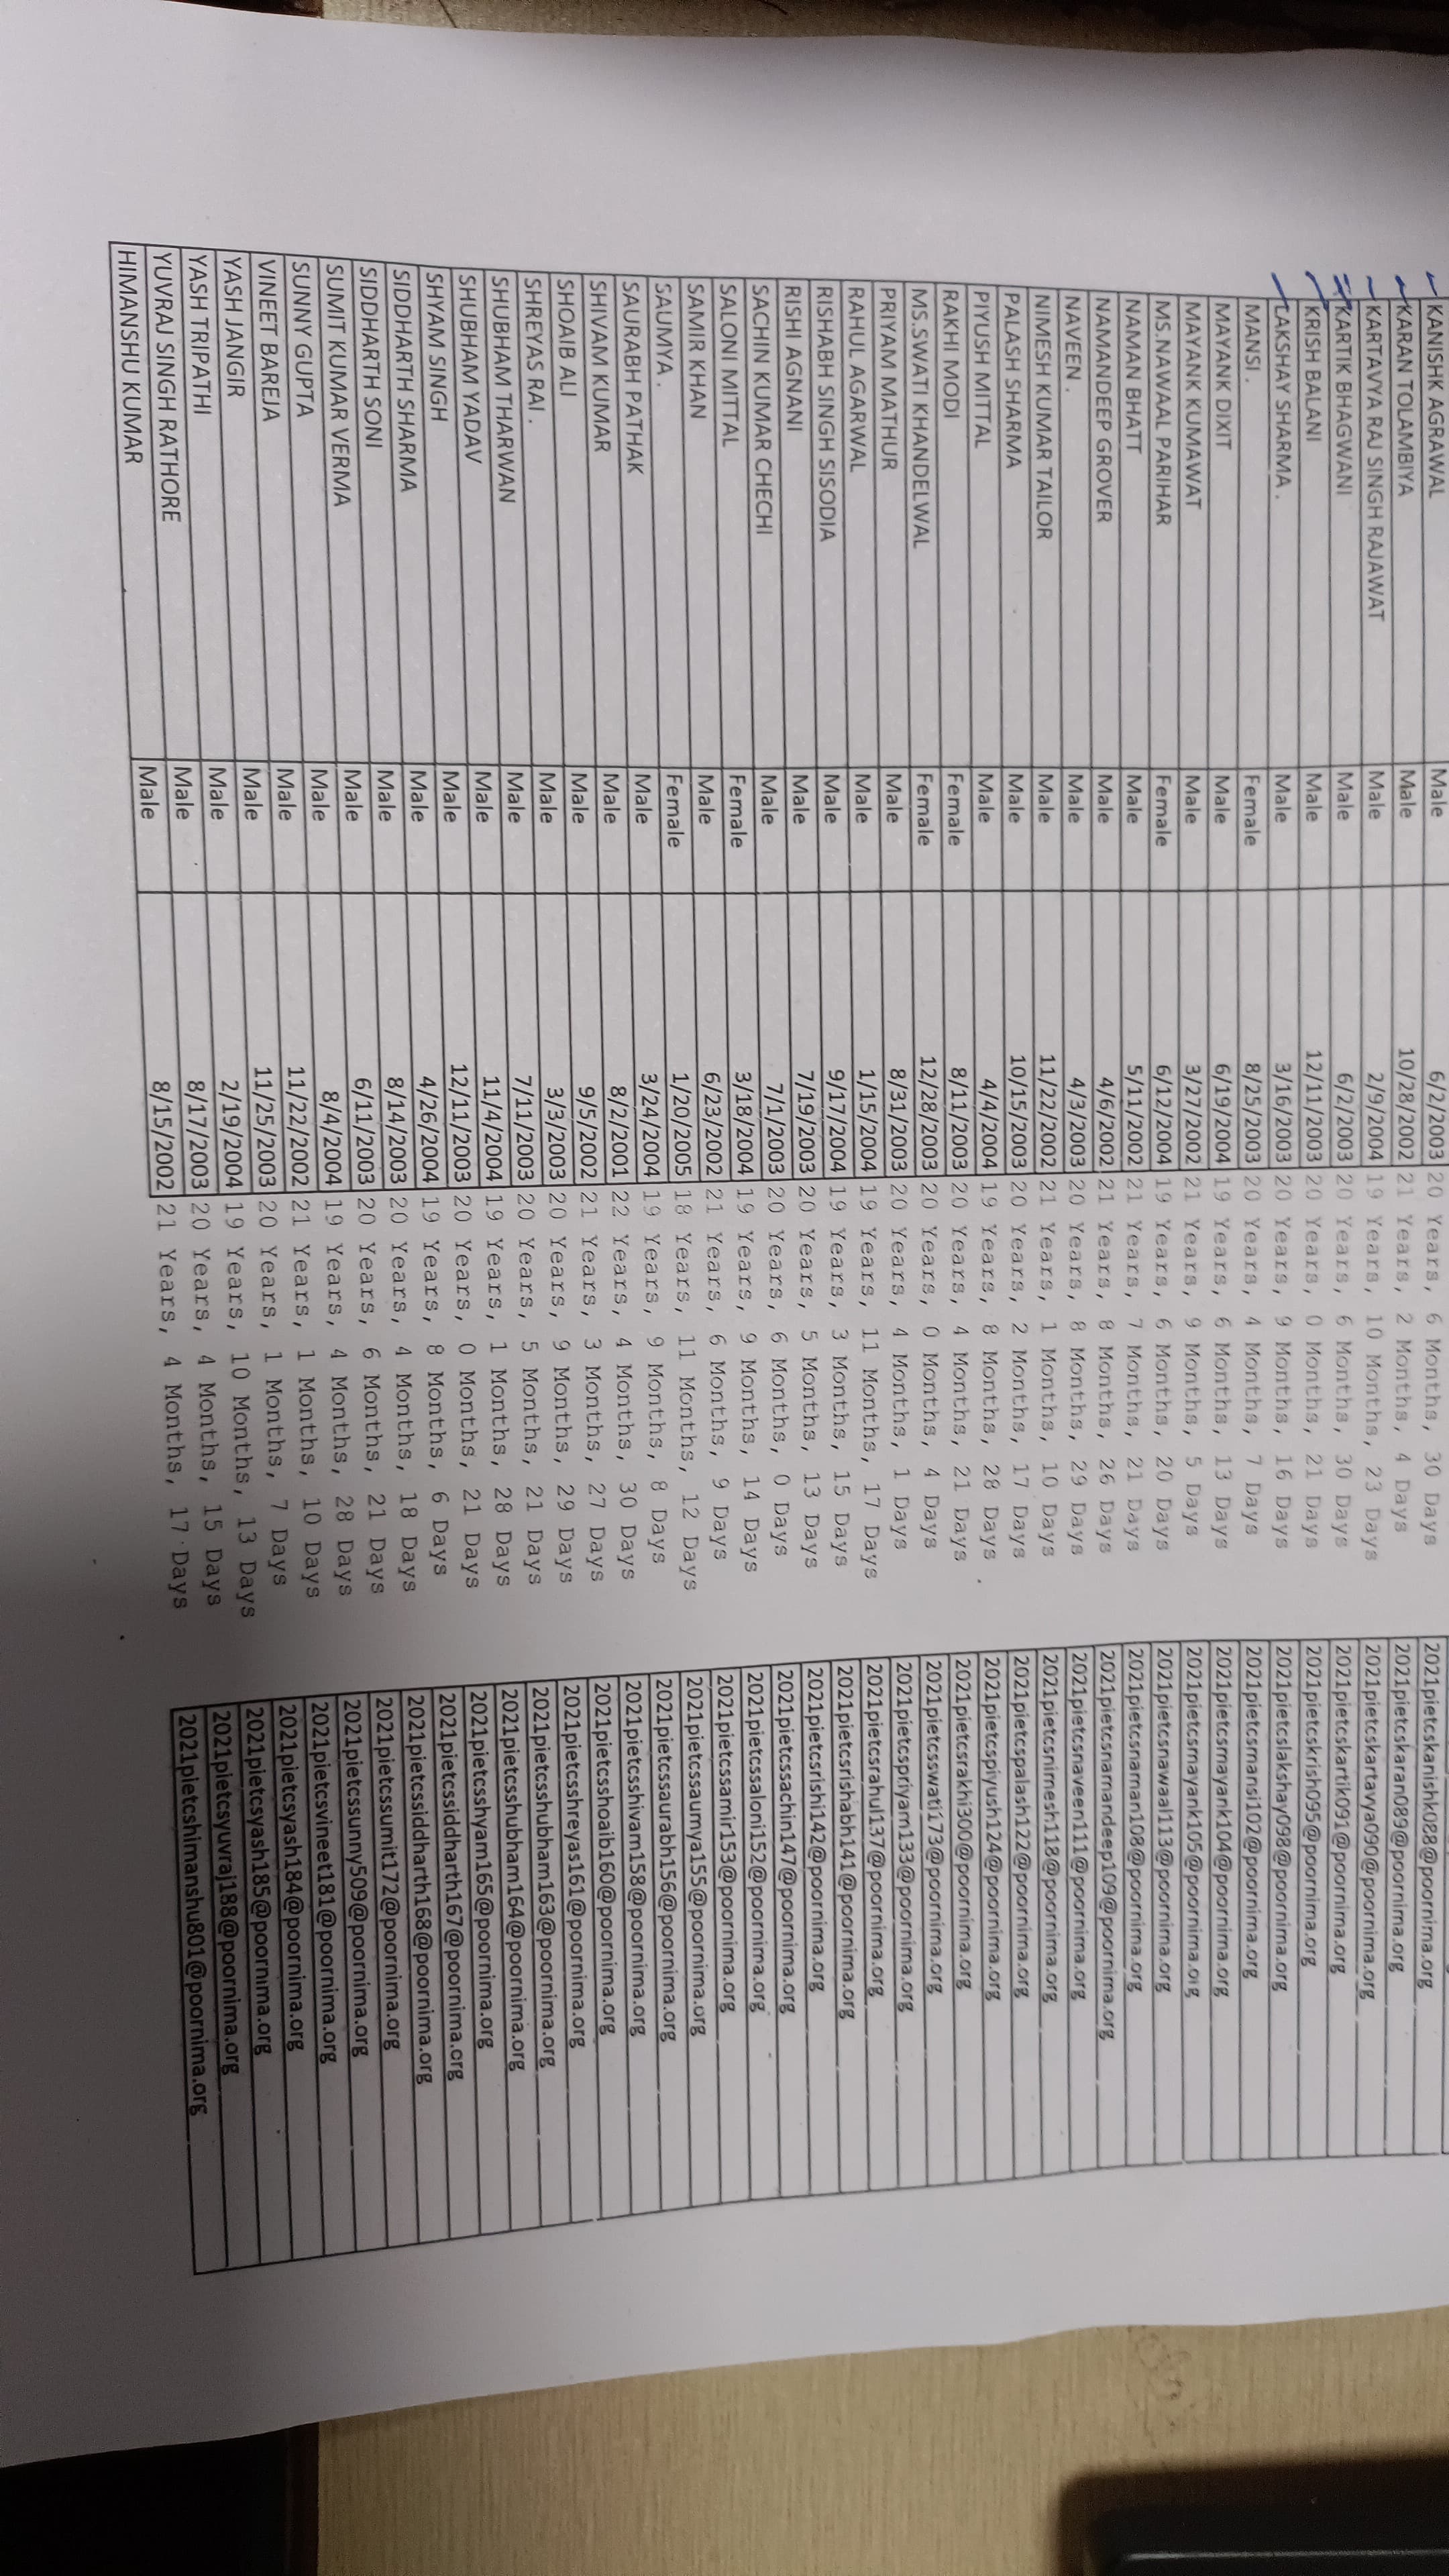 KANISHK AGRAWAL Male 6/2/2003 20 Years, 6 Months, 30 Days 2021pietcskanishk088@poornima.org
KARAN TOLAMBIYA Male 10/28/2002 21 Years, 2 Months, 4 Days 2021pietcskaran089@poornima.org
KARTAVYA RAJ SINGH RAJAWAT Male 2/9/2004 19 Years, 10 Months, 23 Days 2021pietcskartavya090@poornima.org
KARTIK BHAGWANI Male 6/2/2003 20 Years, 6 Months, 30 Days 2021pietcskartik091@poornima.org
KRISH BALANI Male 12/11/2003 20 Years, 0 Months, 21 Days 2021pietcskrish095@poornima.org
LAKSHAY SHARMA . Male 3/16/2003 20 Years, 9 Months, 16 Days 2021pietcslakshay098@poornima.org
MANSI . Female 8/25/2003 20 Years, 4 Months, 7 Days 2021pietcsmansi102@poornima.org
MAYANK DIXIT Male 6/19/2004 19 Years, 6 Months, 13 Days 2021pietcsmayank104@poornima.org
MAYANK KUMAWAT Male 3/27/2002 21 Years, 9 Months, 5 Days 2021pietcsmayank105@poornima.org
MS.NAWAAL PARIHAR Female 6/12/2004 19 Years, 6 Months, 20 Days 2021pietcsnawaal113@poornima.org
NAMAN BHATT Male 5/11/2002 21 Years, 7 Months, 21 Days 2021pietcsnaman108@poornima.org
NAMANDEEP GROVER Male 4/6/2002 21 Years, 8 Months, 26 Days 2021pietcsnamandeep109@poornima.org
NAVEEN . Male 4/3/2003 20 Years, 8 Months, 29 Days 2021pietcsnaveen111@poornima.org
NIMESH KUMAR TAILOR Male 11/22/2002 21 Years, 1 Months, 10 Days 2021pietcsnimesh118@poornima.org
PALASH SHARMA Male 10/15/2003 20 Years, 2 Months, 17 Days 2021pietcspalash122@poornima.org
PIYUSH MITTAL Male 4/4/2004 19 Years, 8 Months, 28 Days 2021pietcspiyush124@poornima.org
RAKHI MODI Female 8/11/2003 20 Years, 4 Months, 21 Days 2021pietcsrakhi300@poornima.org
MS.SWATI KHANDELWAL Female 12/28/2003 20 Years, 0 Months, 4 Days 2021pietcsswati173@poornima.org
PRIYAM MATHUR Male 8/31/2003 20 Years, 4 Months, 1 Days 2021pietcspriyam133@poornima.org
RAHUL AGARWAL Male 1/15/2004 19 Years, 11 Months, 17 Days 2021pietcsrahul137@poornima.org
RISHABH SINGH SISODIA Male 9/17/2004 19 Years, 3 Months, 15 Days 2021pietcsrishabh141@poornima.org
RISHI AGNANI Male 7/19/2003 20 Years, 5 Months, 13 Days 2021pietcsrishi142@poornima.org
SACHIN KUMAR CHECHI Male 7/1/2003 20 Years, 6 Months, 0 Days 2021pietcssachin147@poornima.org
SALONI MITTAL Female 3/18/2004 19 Years, 9 Months, 14 Days 2021pietcssaloni152@poornima.org
SAMIR KHAN Male 6/23/2002 21 Years, 6 Months, 9 Days 2021pietcssamir153@poornima.org
SAUMYA . Female 1/20/2005 18 Years, 11 Months, 12 Days 2021pietcssaumya155@poornima.org
SAURABH PATHAK Male 3/24/2004 19 Years, 9 Months, 8 Days 2021pietcssaurabh156@poornima.org
SHIVAM KUMAR Male 8/2/2001 22 Years, 4 Months, 30 Days 2021pietcsshivam158@poornima.org
SHOAIB ALI Male 9/5/2002 21 Years, 3 Months, 27 Days 2021pietcsshoaib160@poornima.org
SHREYAS RAI . Male 3/3/2003 20 Years, 9 Months, 29 Days 2021pietcsshreyas161@poornima.org
SHUBHAM THARWAN Male 7/11/2003 20 Years, 5 Months, 21 Days 2021pietcsshubham163@poornima.org
SHUBHAM YADAV Male 11/4/2004 19 Years, 1 Months, 28 Days 2021pietcsshubham164@poornima.org
SHYAM SINGH Male 12/11/2003 20 Years, 0 Months, 21 Days 2021pietcsshyam165@poornima.org
SIDDHARTH SHARMA Male 4/26/2004 19 Years, 8 Months, 6 Days 2021pietcssiddharth167@poornima.org
SIDDHARTH SONI Male 8/14/2003 20 Years, 4 Months, 18 Days 2021pietcssiddharth168@poornima.org
SUMIT KUMAR VERMA Male 6/11/2003 20 Years, 6 Months, 21 Days 2021pietcssumit172@poornima.org
SUNNY GUPTA Male 8/4/2004 19 Years, 4 Months, 28 Days 2021pietcssunny509@poornima.org
VINEET BAREJA Male 11/22/2002 21 Years, 1 Months, 10 Days 2021pietcsvineet181@poornima.org
YASH JANGIR Male 11/25/2003 20 Years, 1 Months, 7 Days 2021pietcsyash184@poornima.org
YASH TRIPATHI Male 2/19/2004 19 Years, 10 Months, 13 Days 2021pietcsyash185@poornima.org
YUVRAJ SINGH RATHORE Male 8/17/2003 20 Years, 4 Months, 15 Days 2021pietcsyuvraj188@poornima.org
HIMANSHU KUMAR Male 8/15/2002 21 Years, 4 Months, 17 Days 2021pietcshimanshu801@poornima.org